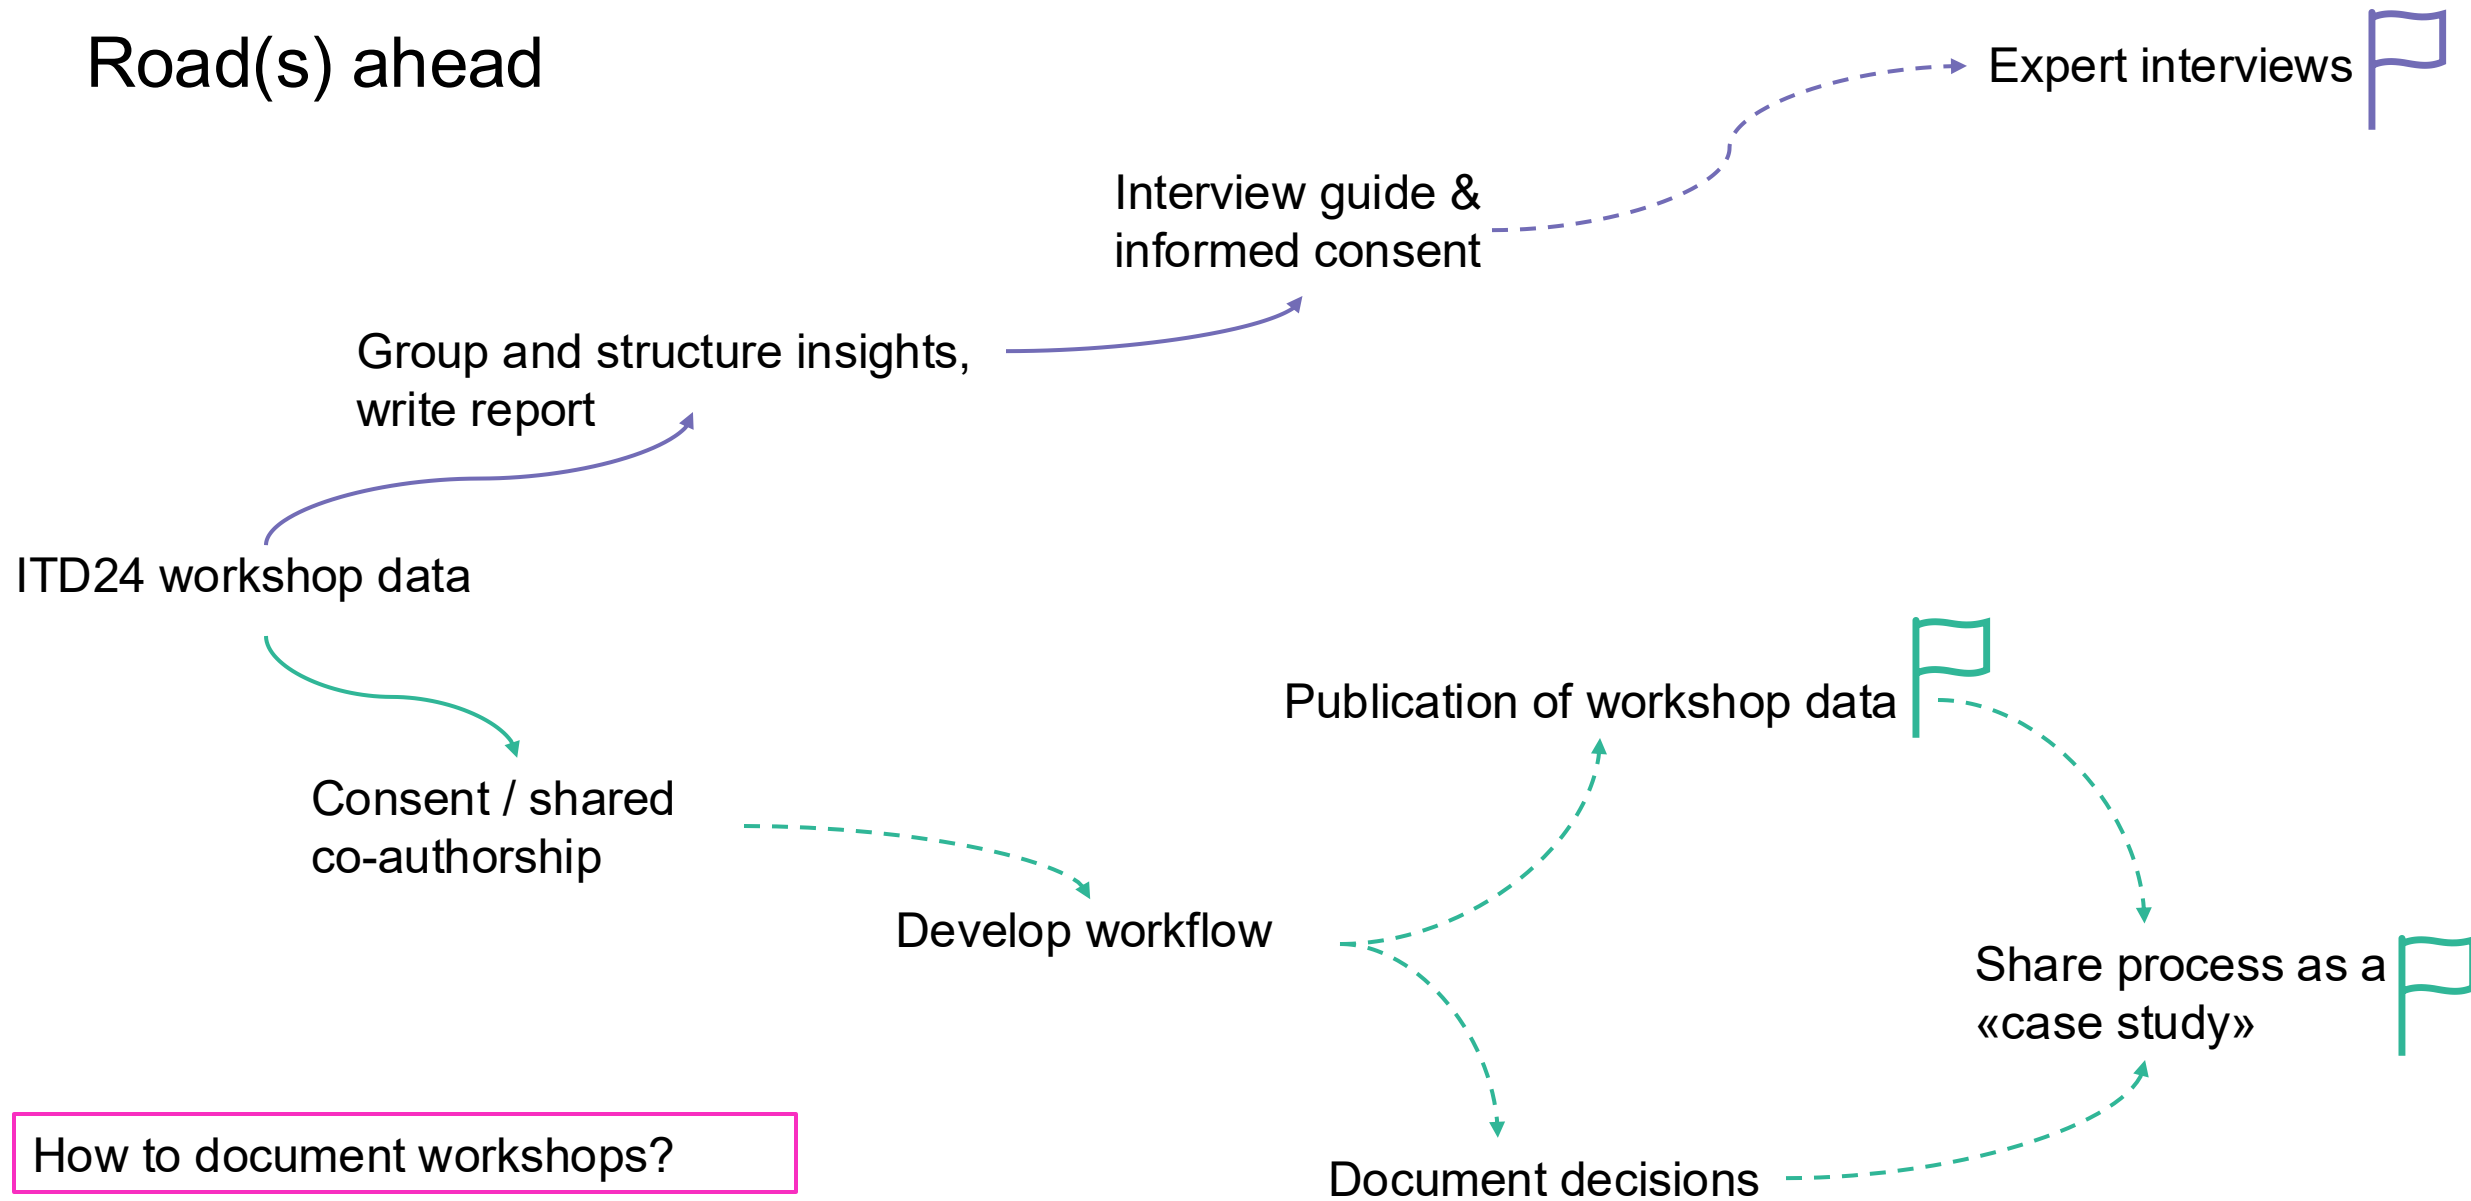 Road(s) ahead
Expert interviews
Interview guide &
informed consent
Group and structure insights,
write report
ITD24 workshop data
Publication of workshop data
Consent / shared
co-authorship
Develop workflow
Share process as a
«case study»
How to document workshops?
Document decisions